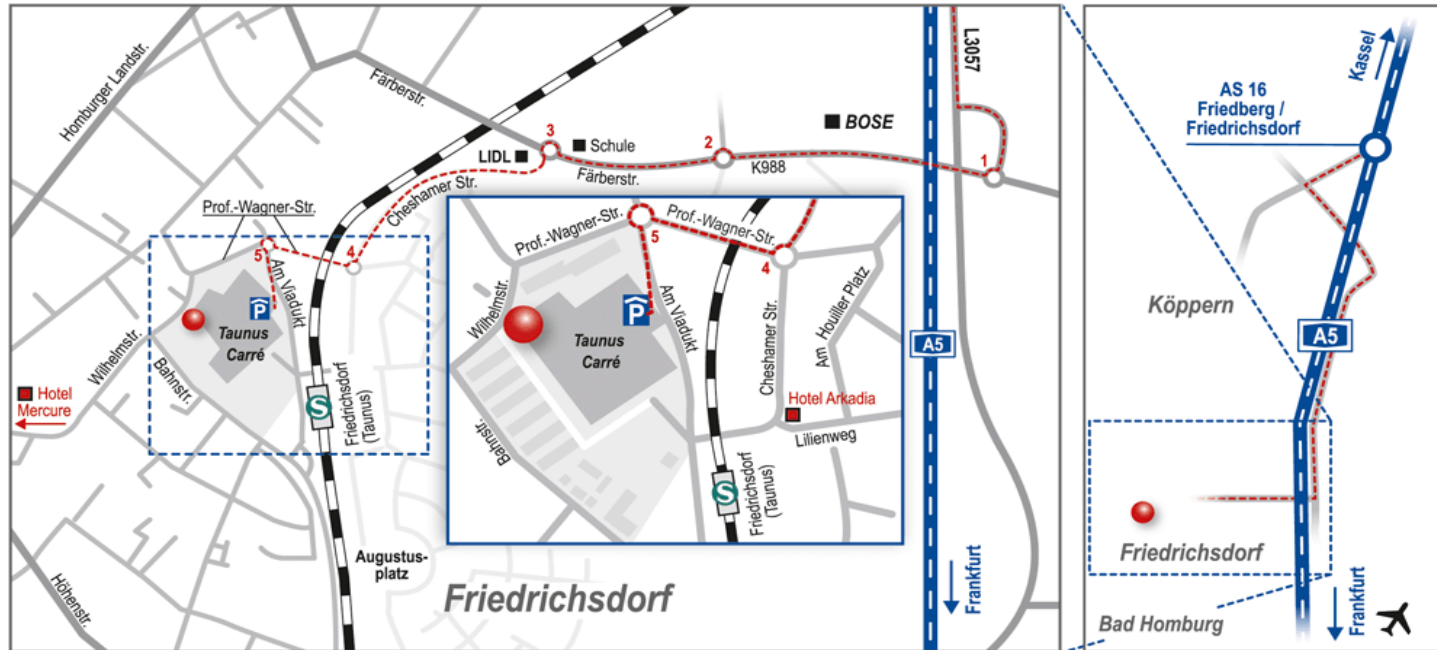 Homburger Landstr.
Färberstr.
L3057
3
Schule
LIDL
2
BOSE
K988
1
Färberstr.
Cheshamer Str.
Prof.-Wagner-Str.
5
4
Am Viadukt
P
Taunus
Carré
Wilhelmstr.
Bahnstr.
Hotel
Mercure
S
Friedrichsdorf
(Taunus)
Augustus-
platz
Höhenstr.
Friedrichsdorf
Prof.-Wagner-Str.
Prof.-Wagner-Str.
5
4
Wilhelmstr.
P
Am Viadukt
Taunus
Carré
Cheshamer Str.
Am Houiller Platz
Hotel Arkadia
Lilienweg
Bahnstr.
S
Friedrichsdorf
(Taunus)
A5
Frankfurt
Kassel
AS 16
Friedberg /
Friedrichsdorf
Köppern
A5
Friedrichsdorf
Bad Homburg
Frankfurt